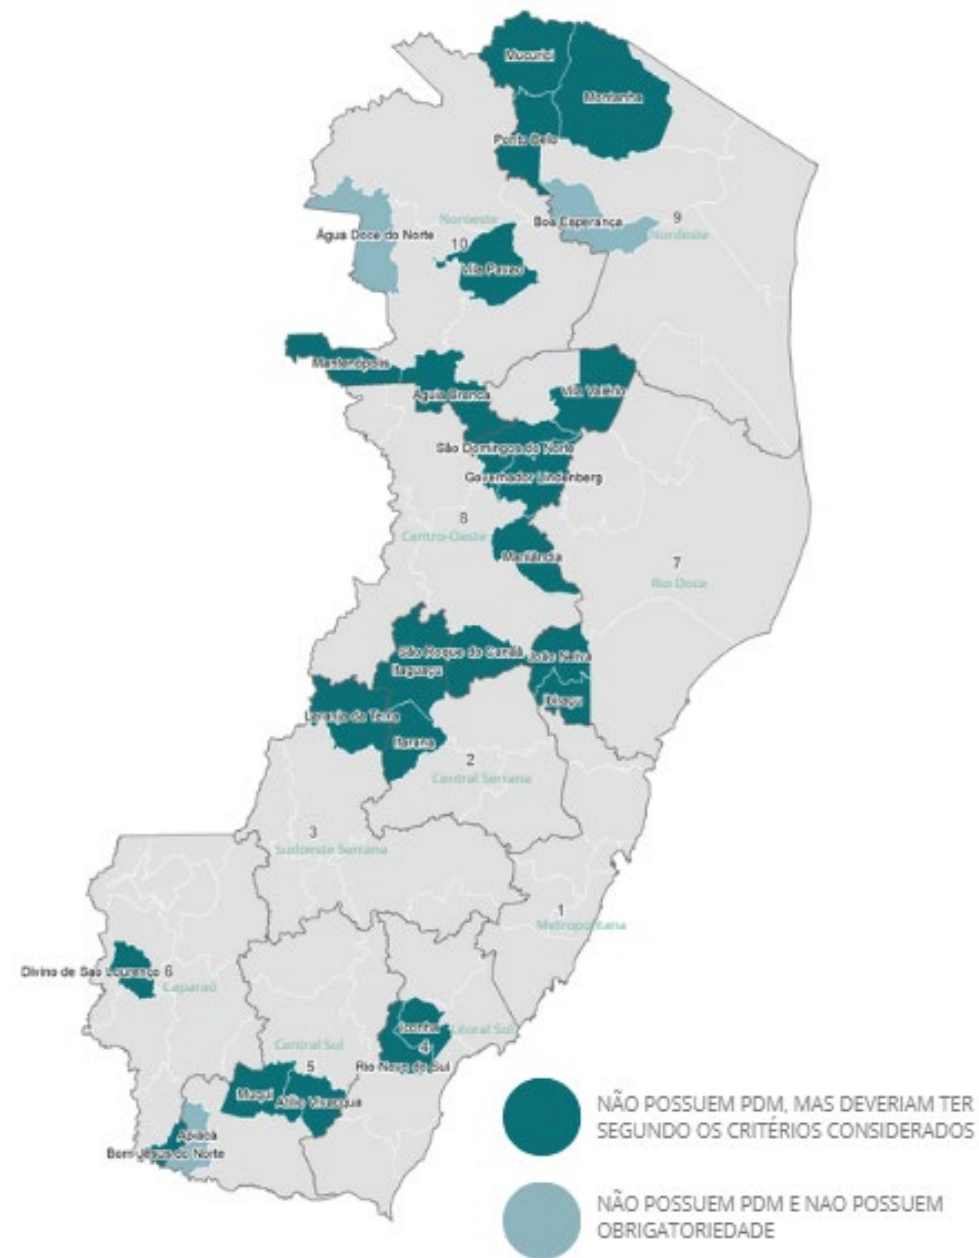 Mucurici
Montanha
Ponto Belo
Boa Esperança
9
Nordeste
Noroeste
Água Doce do Norte
10
Vila Pavão
Mantenópolis
Águia Branca
Vila Valério
São Domingos do Norte
Governador Lindenberg
8
Centro-Oeste
Marilândia
7
Rio Doce
São Roque do Canaã
João Neiva
Itaguaçu
Ibiraçu
Laranja da Terra
Itarana
2
Central Serrana
3
Sudoeste Serrana
1
Metropolitana
Divino de São Lourenço 6
Caparaó
Iconha
Litoral Sul
Central Sul
4
5
Rio Novo do Sul
Muqui
Atílio Vivacqua
Apiacá
Bom Jesus do Norte
NÃO POSSUEM PDM, MAS DEVERIAM TER
SEGUNDO OS CRITÉRIOS CONSIDERADOS
NÃO POSSUEM PDM E NAO POSSUEM
OBRIGATORIEDADE